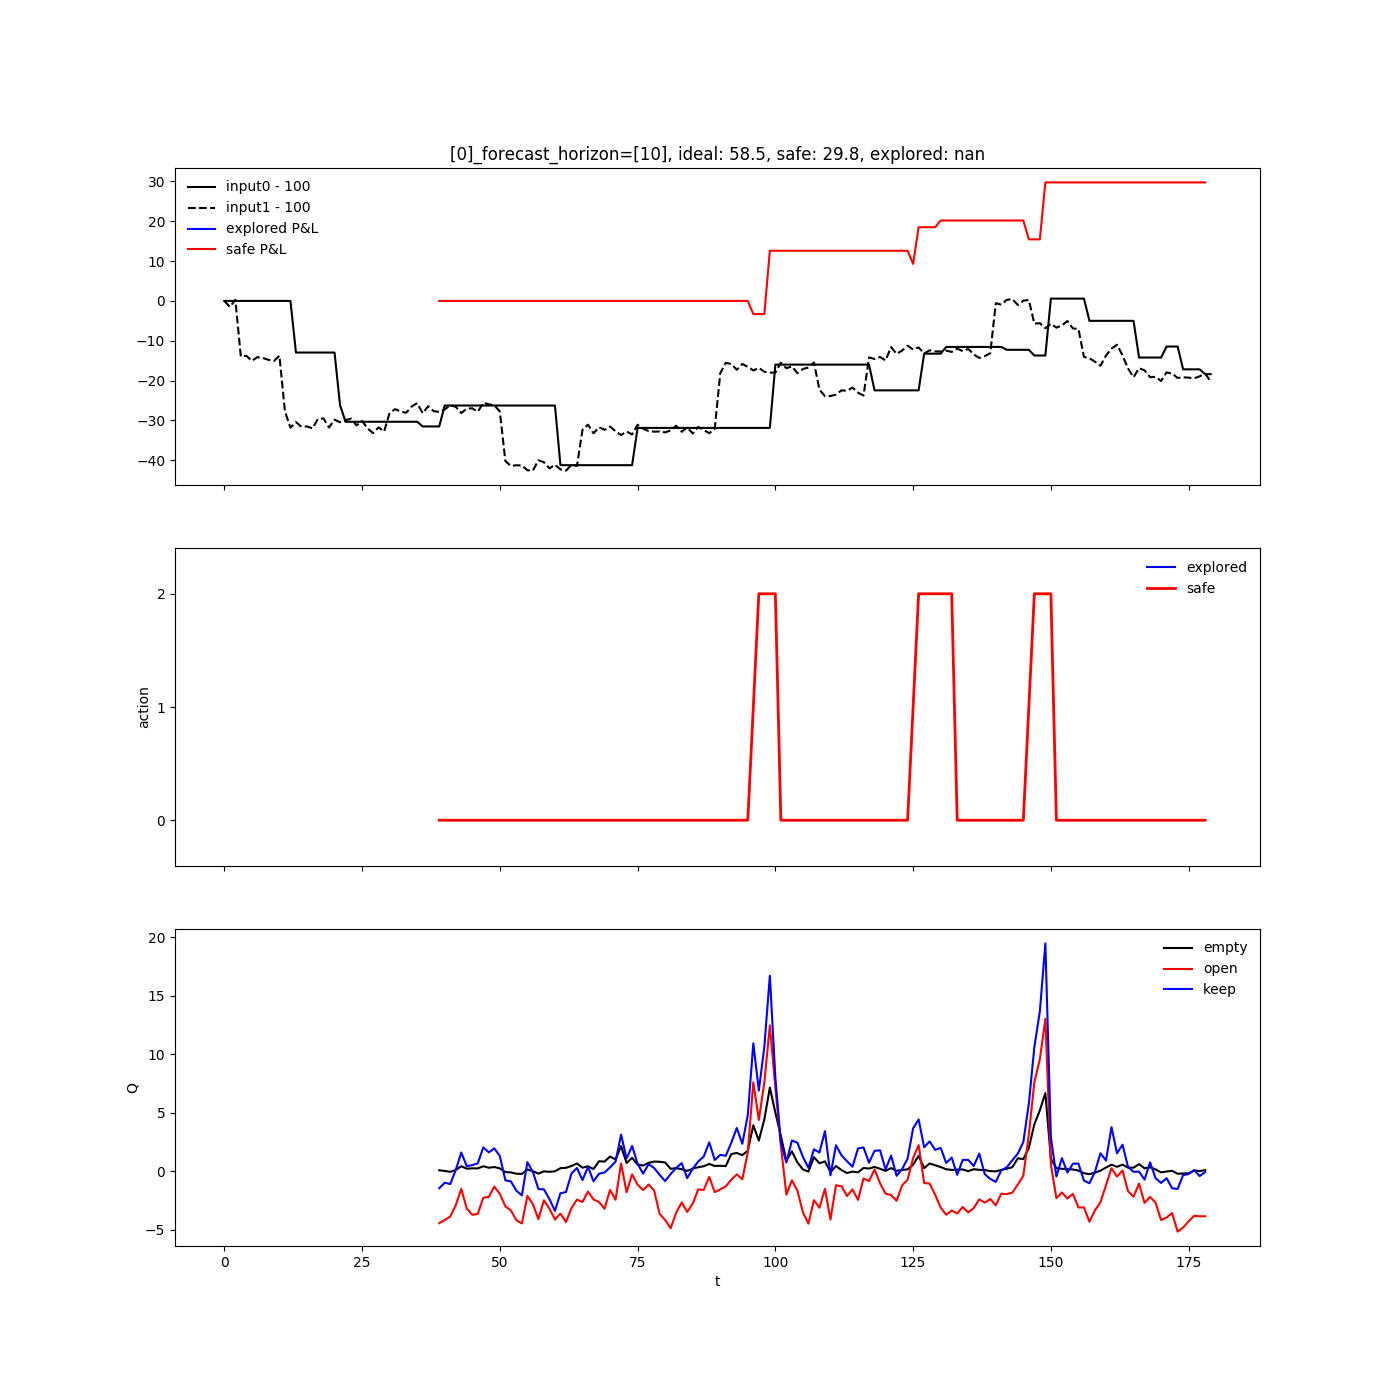 [0]_forecast_horizon=[10], ideal: 58.5, safe: 29.8, explored: nan
input0 - 100
input1 - 100
explored P&L
safe P&L
30
20
10
0
−10
−20
−30
−40
explored
safe
2
1
0
action
empty
open
keep
20
15
10
5
0
−5
Q
0 25 50 75 100 125 150 175
t